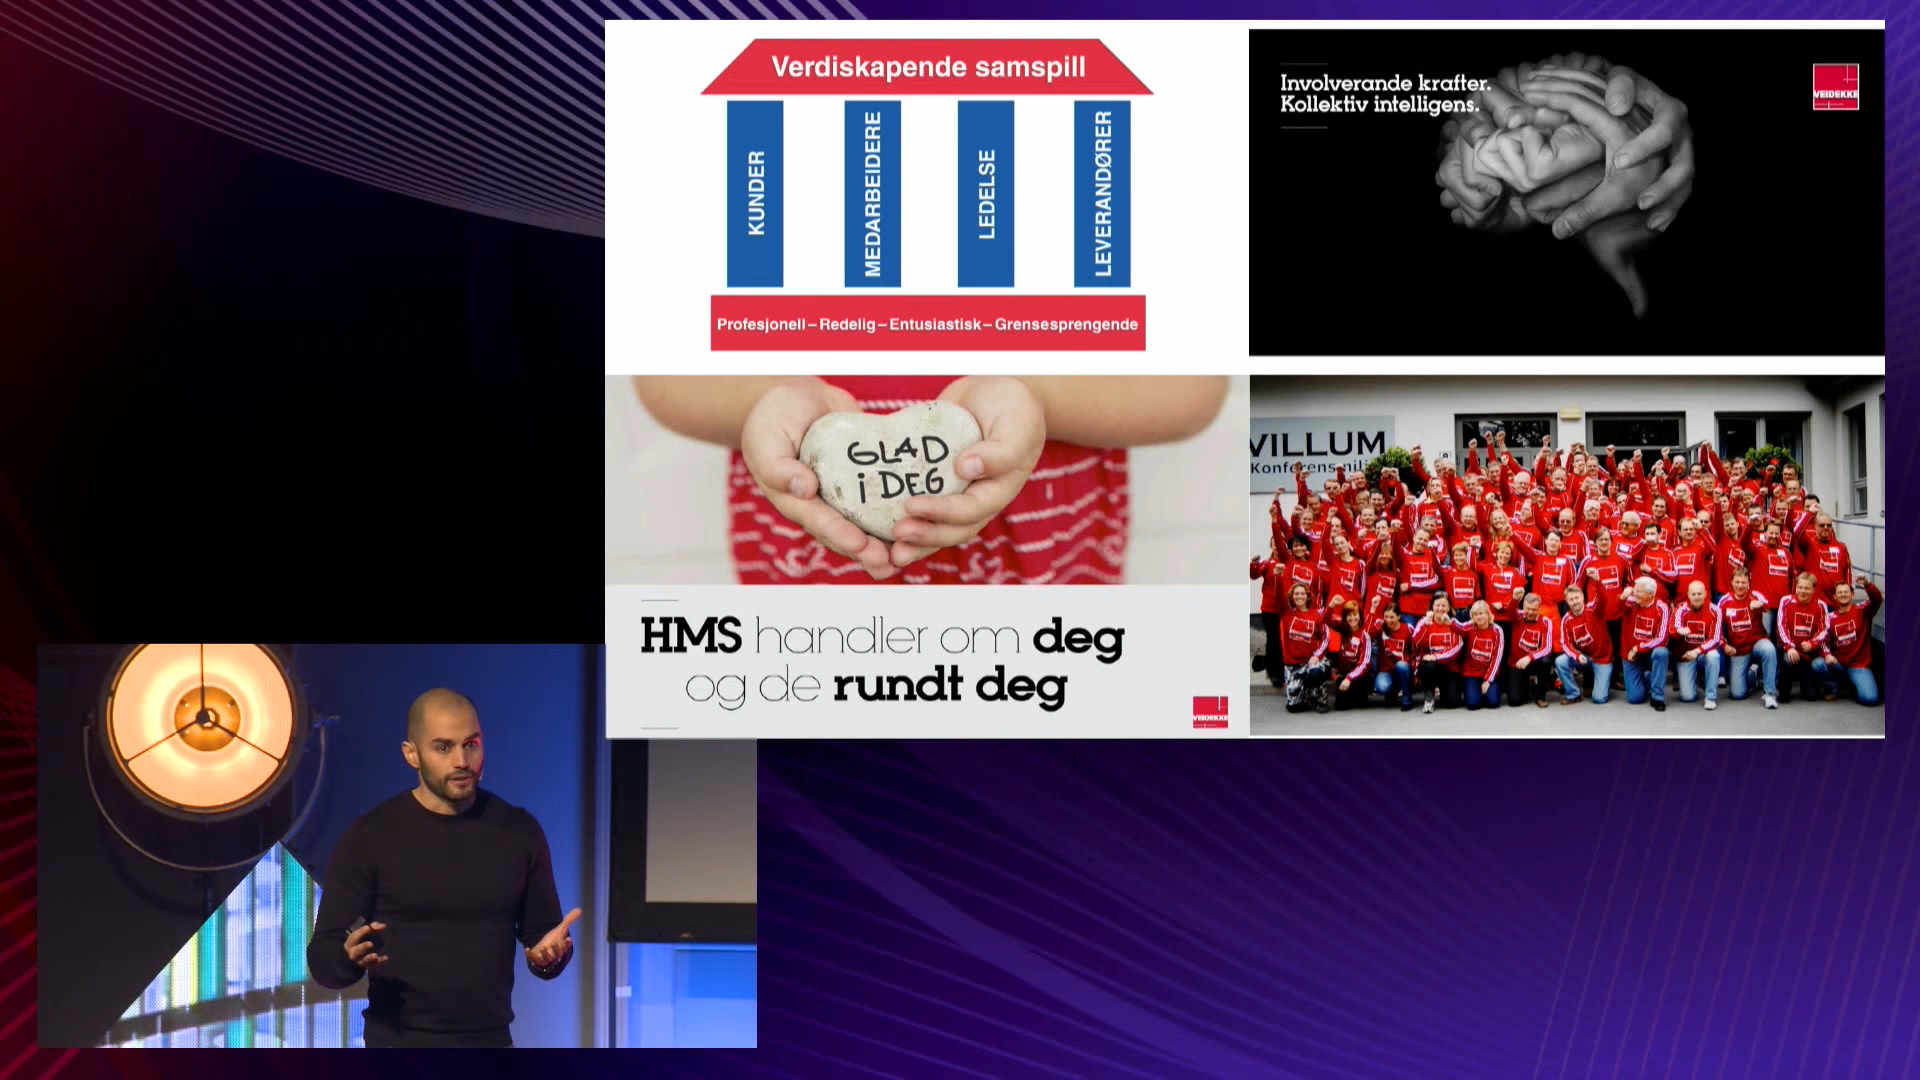 Verdiskapende samspill
KUNDER
MEDARBEIDERE
LEDELSE
LEVERANDØRER
Profesjonell – Redelig – Entusiastisk – Grensesprengende
Involverande krafter.
Kollektiv intelligens.
VEIDEKKE
GLAD
i DEG
HMS handler om deg
og de rundt deg
VEIDEKKE
VILLUM